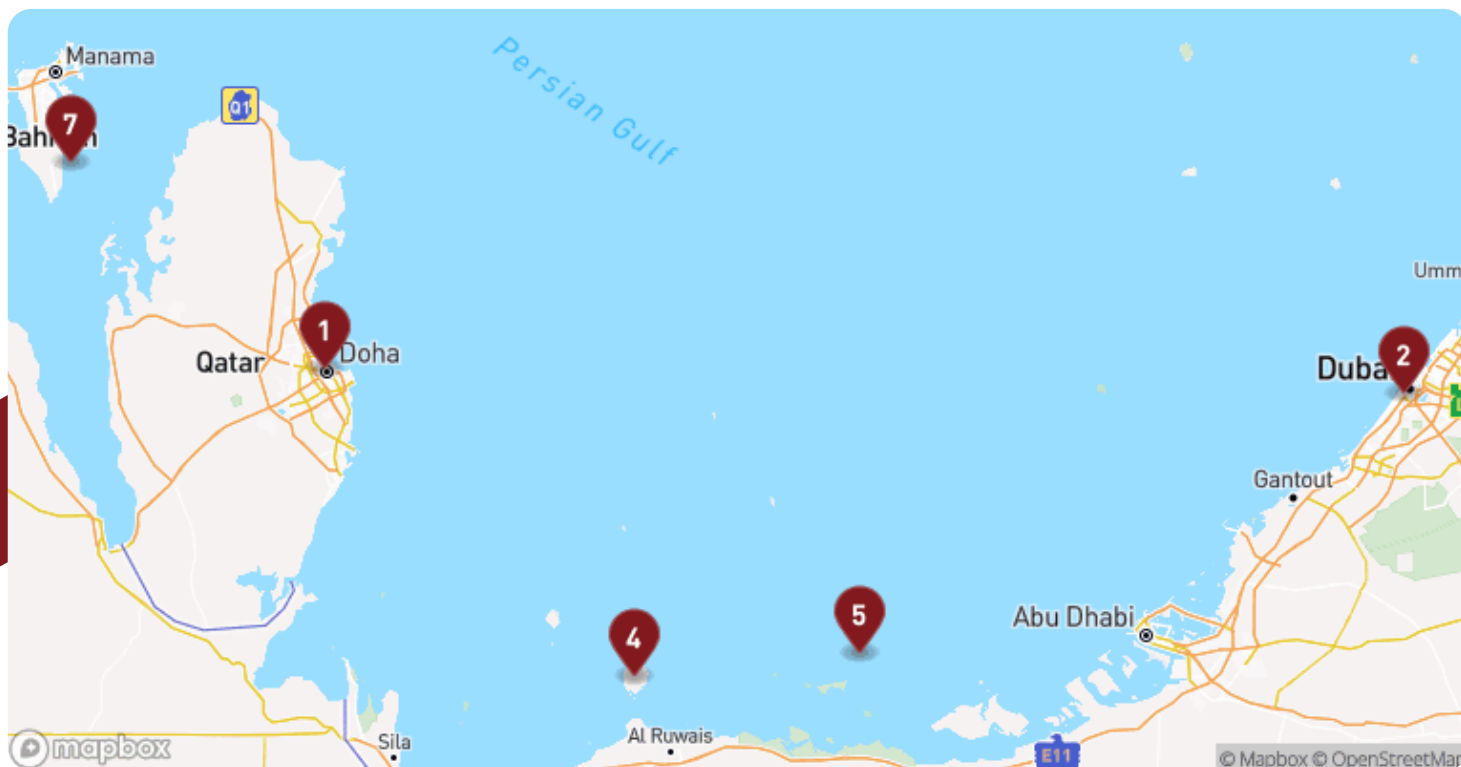 Manama
Q1
Persian Gulf
7
Bah n
Umm
1
Doha
Qatar
2
Duba
Gantout
5
Abu Dhabi
4
Al Ruwais
Sila
E11
mapbox
© Mapbox © OpenStreetMap